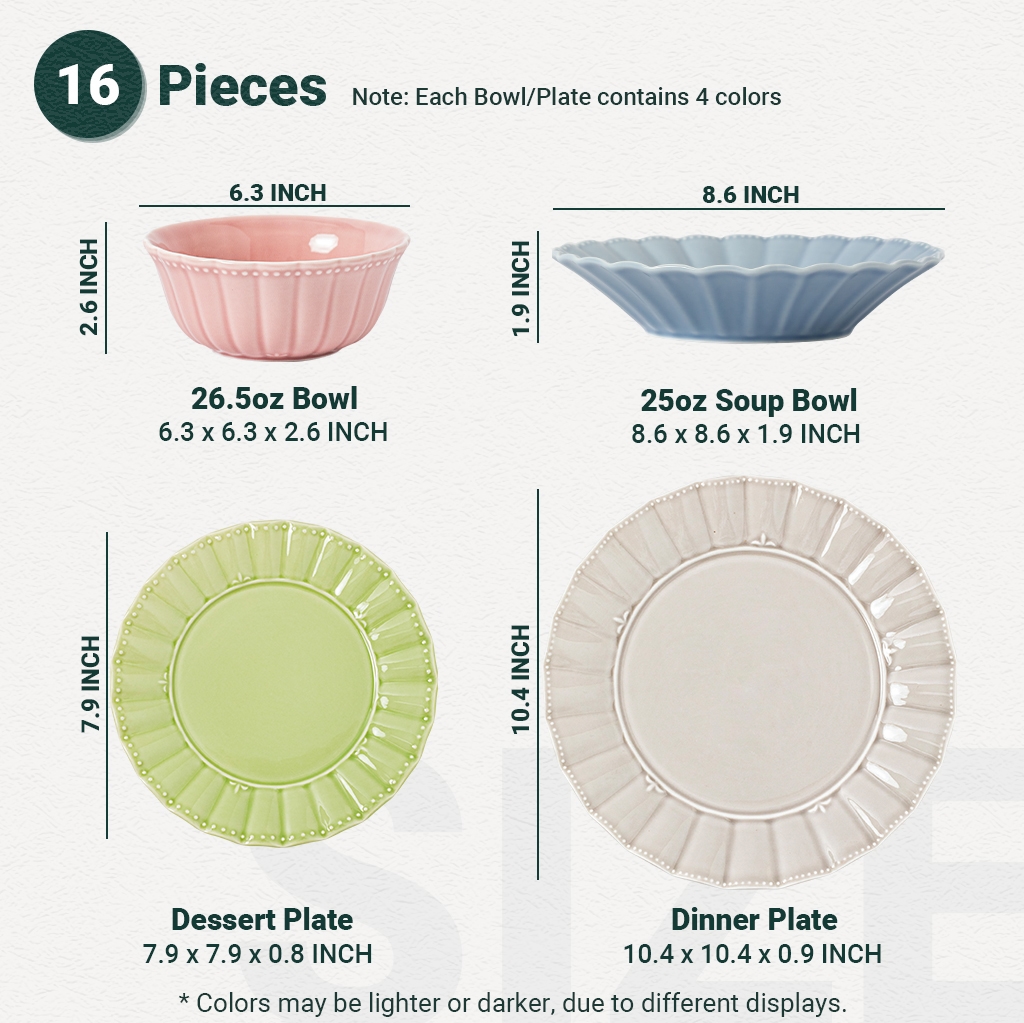 16 Pieces Note: Each Bowl/Plate contains 4 colors
6.3 INCH
2.6 INCH
26.5oz Bowl
6.3 x 6.3 x 2.6 INCH
8.6 INCH
1.9 INCH
25oz Soup Bowl
8.6 x 8.6 x 1.9 INCH
7.9 INCH
Dessert Plate
7.9 x 7.9 x 0.8 INCH
10.4 INCH
Dinner Plate
10.4 x 10.4 x 0.9 INCH
SIZE
* Colors may be lighter or darker, due to different displays.